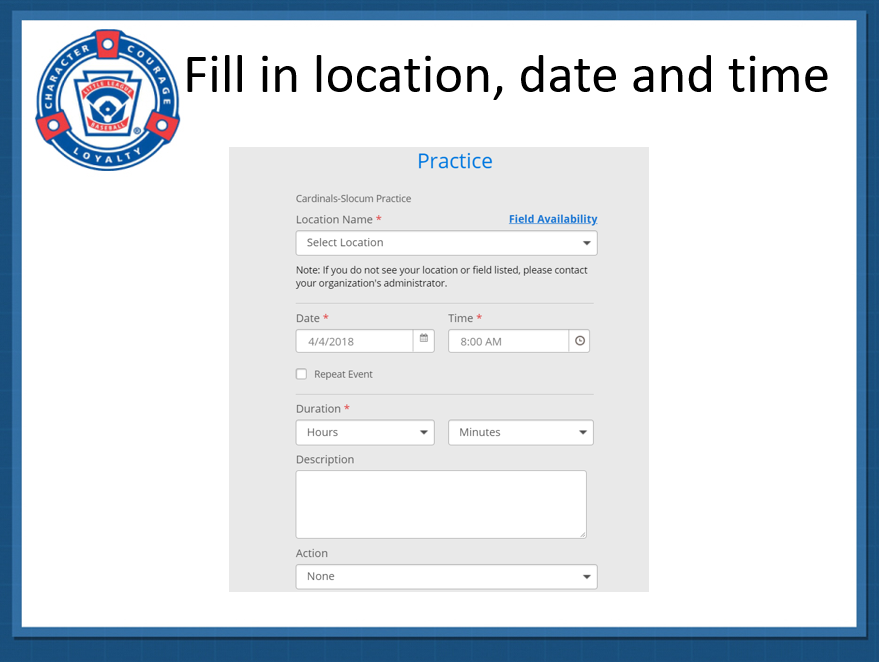 CHARACTER
COURAGE
LOYALTY
LITTLE LEAGUE
BASEBALL
®
Fill in location, date and time
Practice
Cardinals-Slocum Practice
Location Name * Field Availability
Select Location
Note: If you do not see your location or field listed, please contact
your organization's administrator.
Date * Time *
4/4/2018 8:00 AM
Repeat Event
Duration *
Hours Minutes
Description
Action
None